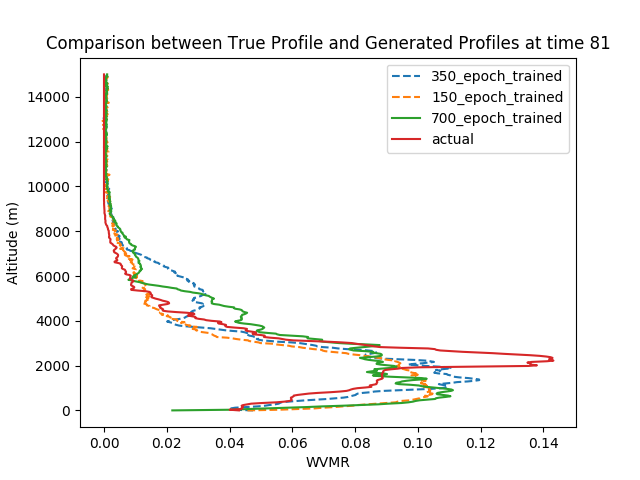 Comparison between True Profile and Generated Profiles at time 81
350_epoch_trained
150_epoch_trained
700_epoch_trained
actual
14000
12000
10000
8000
6000
4000
2000
0
Altitude (m)
0.00 0.02 0.04 0.06 0.08 0.10 0.12 0.14
WVMR